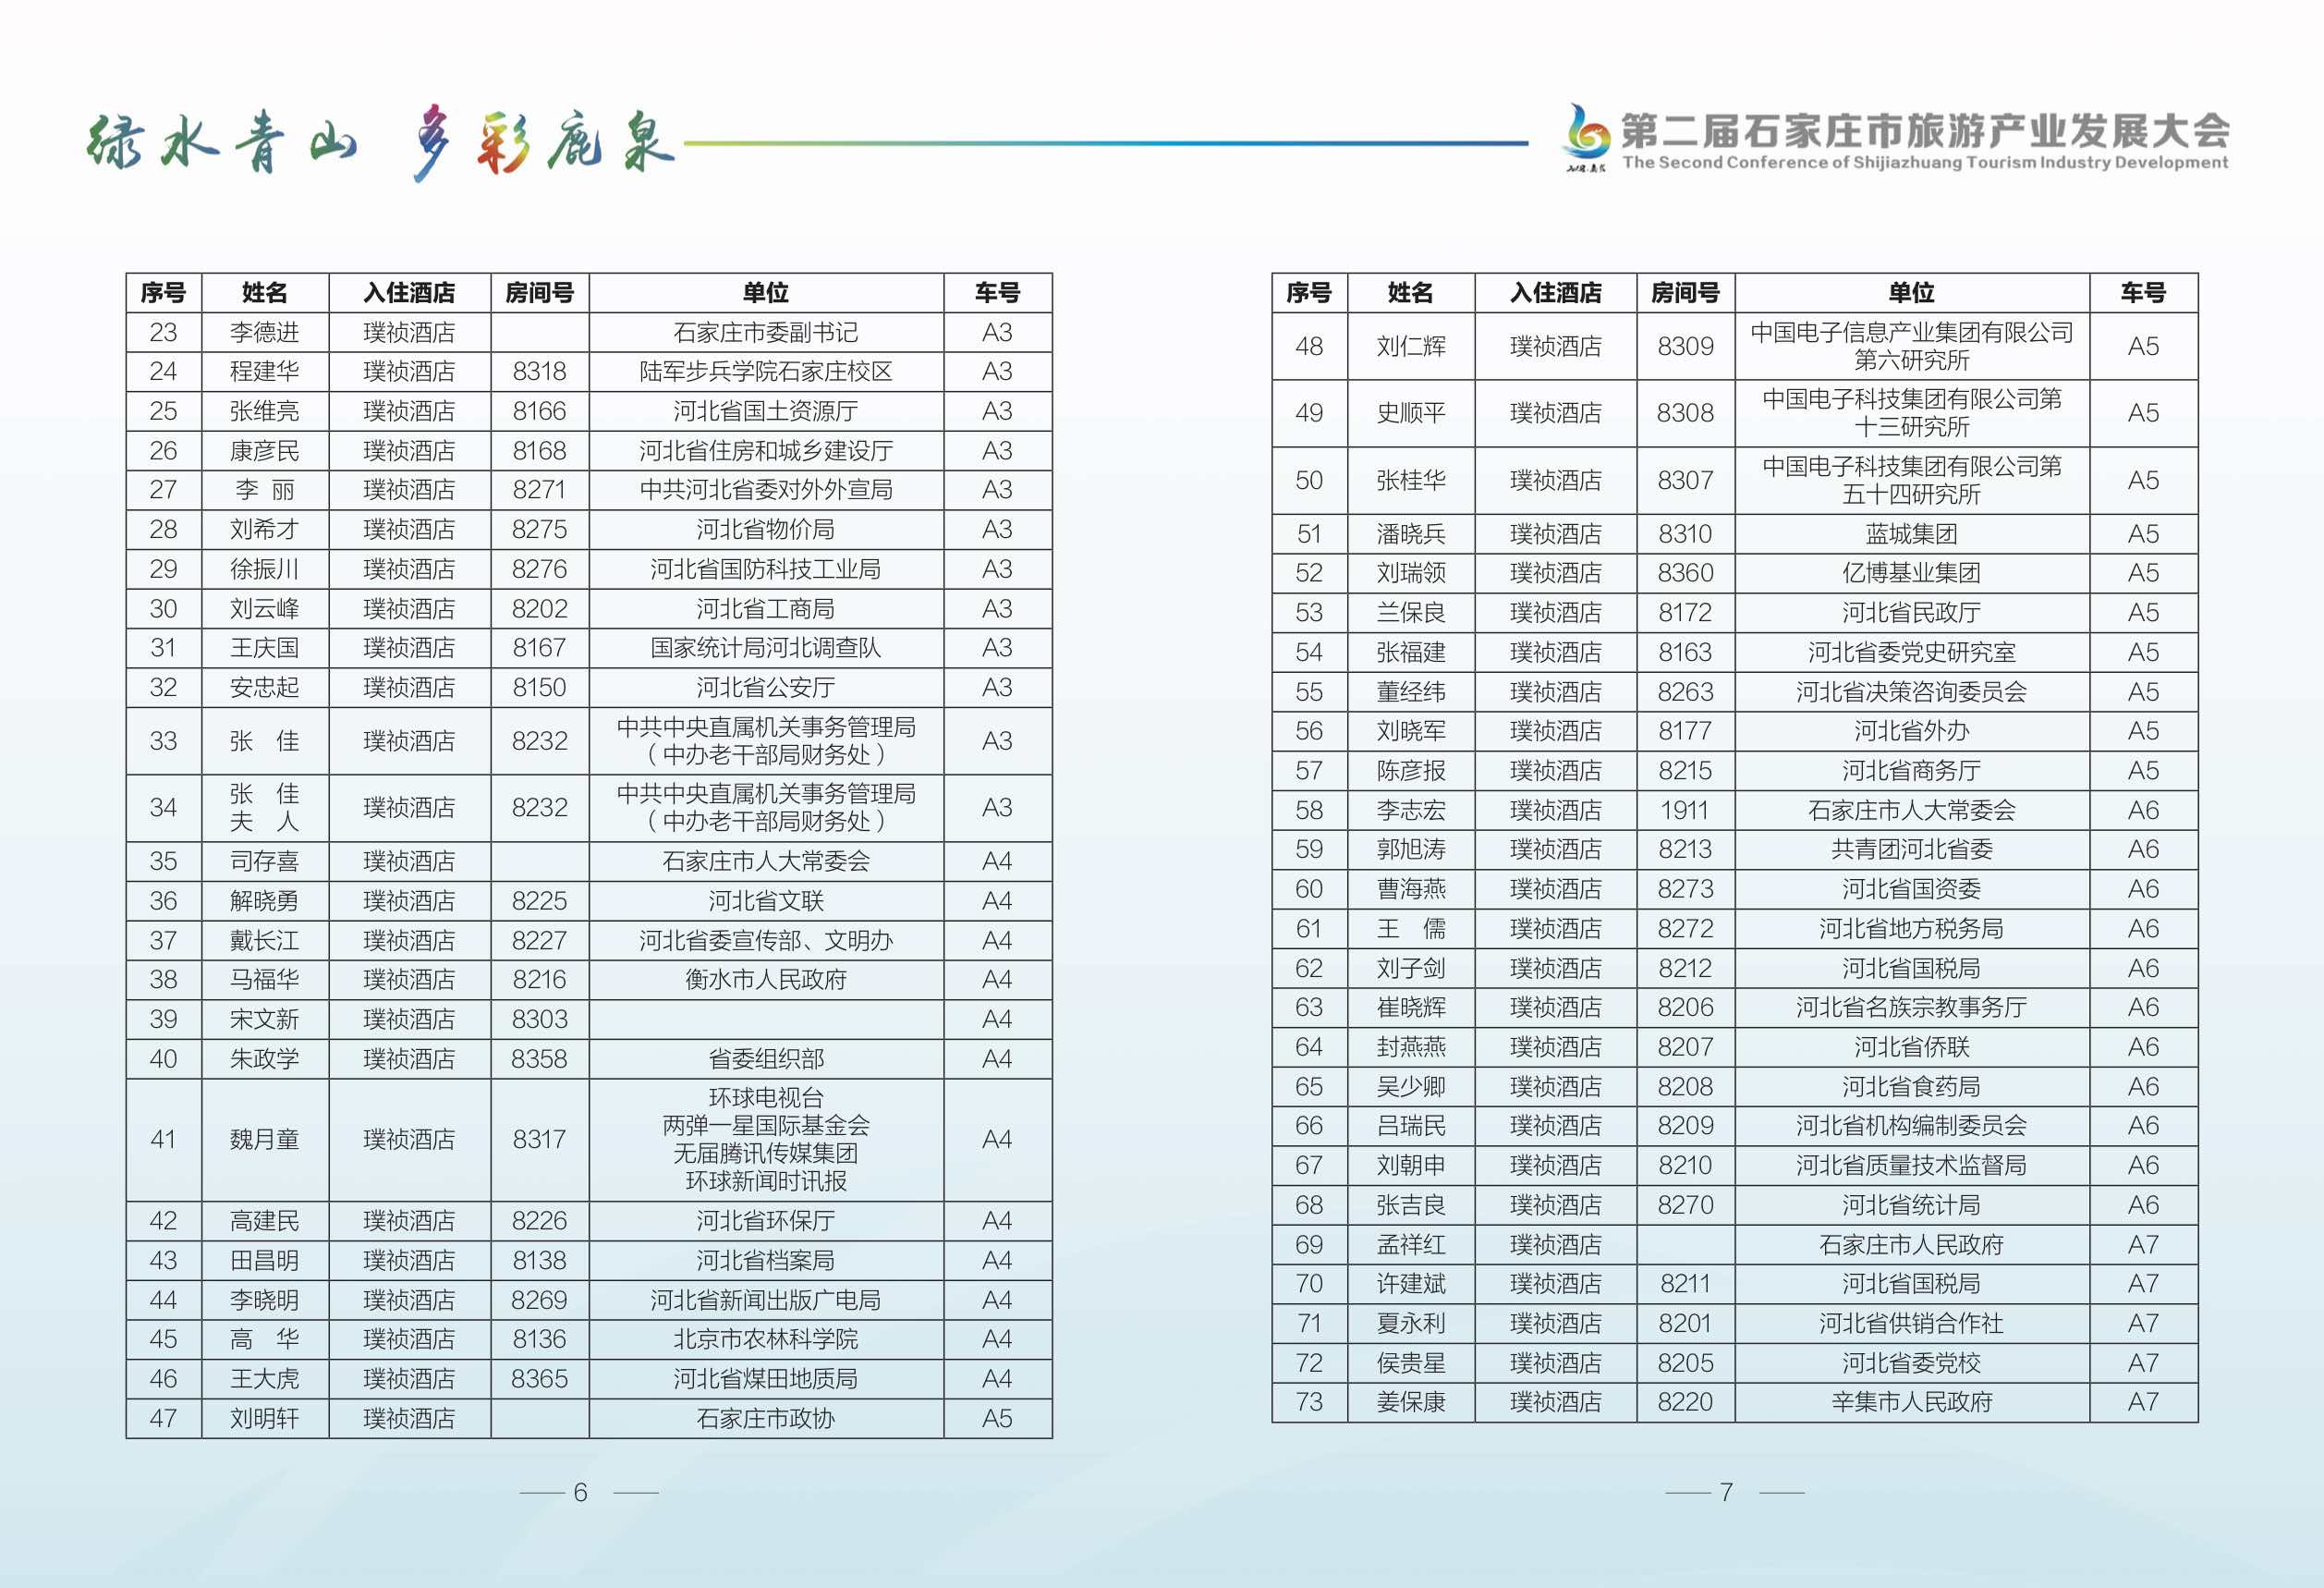 绿水青山 多彩鹿泉
第二届石家庄市旅游产业发展大会
The Second Conference of Shijiazhuang Tourism Industry Development
序号 姓名 入住酒店 房间号 单位 车号
23 李德进 璞祯酒店 石家庄市委副书记 A3
24 程建华 璞祯酒店 8318 陆军步兵学院石家庄校区 A3
25 张维亮 璞祯酒店 8166 河北省国土资源厅 A3
26 康彦民 璞祯酒店 8168 河北省住房和城乡建设厅 A3
27 李 丽 璞祯酒店 8271 中共河北省委对外外宣局 A3
28 刘希才 璞祯酒店 8275 河北省物价局 A3
29 徐振川 璞祯酒店 8276 河北省国防科技工业局 A3
30 刘云峰 璞祯酒店 8202 河北省工商局 A3
31 王庆国 璞祯酒店 8167 国家统计局河北调查队 A3
32 安忠起 璞祯酒店 8150 河北省公安厅 A3
33 张 佳 璞祯酒店 8232 中共中央直属机关事务管理局
（中办老干部局财务处） A3
34 张 佳
夫 人 璞祯酒店 8232 中共中央直属机关事务管理局
（中办老干部局财务处） A3
35 司存喜 璞祯酒店 石家庄市人大常委会 A4
36 解晓勇 璞祯酒店 8225 河北省文联 A4
37 戴长江 璞祯酒店 8227 河北省委宣传部、文明办 A4
38 马福华 璞祯酒店 8216 衡水市人民政府 A4
39 宋文新 璞祯酒店 8303 A4
40 朱政学 璞祯酒店 8358 省委组织部 A4
41 魏月童 璞祯酒店 8317 环球电视台
两弹一星国际基金会
无届腾讯传媒集团
环球新闻时讯报 A4
42 高建民 璞祯酒店 8226 河北省环保厅 A4
43 田昌明 璞祯酒店 8138 河北省档案局 A4
44 李晓明 璞祯酒店 8269 河北省新闻出版广电局 A4
45 高 华 璞祯酒店 8136 北京市农林科学院 A4
46 王大虎 璞祯酒店 8365 河北省煤田地质局 A4
47 刘明轩 璞祯酒店 石家庄市政协 A5
6
序号 姓名 入住酒店 房间号 单位 车号
48 刘仁辉 璞祯酒店 8309 中国电子信息产业集团有限公司
第六研究所 A5
49 史顺平 璞祯酒店 8308 中国电子科技集团有限公司第
十三研究所 A5
50 张桂华 璞祯酒店 8307 中国电子科技集团有限公司第
五十四研究所 A5
51 潘晓兵 璞祯酒店 8310 蓝城集团 A5
52 刘瑞领 璞祯酒店 8360 亿博基业集团 A5
53 兰保良 璞祯酒店 8172 河北省民政厅 A5
54 张福建 璞祯酒店 8163 河北省委党史研究室 A5
55 董经纬 璞祯酒店 8263 河北省决策咨询委员会 A5
56 刘晓军 璞祯酒店 8177 河北省外办 A5
57 陈彦报 璞祯酒店 8215 河北省商务厅 A5
58 李志宏 璞祯酒店 1911 石家庄市人大常委会 A6
59 郭旭涛 璞祯酒店 8213 共青团河北省委 A6
60 曹海燕 璞祯酒店 8273 河北省国资委 A6
61 王 儒 璞祯酒店 8272 河北省地方税务局 A6
62 刘子剑 璞祯酒店 8212 河北省国税局 A6
63 崔晓辉 璞祯酒店 8206 河北省名族宗教事务厅 A6
64 封燕燕 璞祯酒店 8207 河北省侨联 A6
65 吴少卿 璞祯酒店 8208 河北省食药局 A6
66 吕瑞民 璞祯酒店 8209 河北省机构编制委员会 A6
67 刘朝申 璞祯酒店 8210 河北省质量技术监督局 A6
68 张吉良 璞祯酒店 8270 河北省统计局 A6
69 孟祥红 璞祯酒店 石家庄市人民政府 A7
70 许建斌 璞祯酒店 8211 河北省国税局 A7
71 夏永利 璞祯酒店 8201 河北省供销合作社 A7
72 侯贵星 璞祯酒店 8205 河北省委党校 A7
73 姜保康 璞祯酒店 8220 辛集市人民政府 A7
7